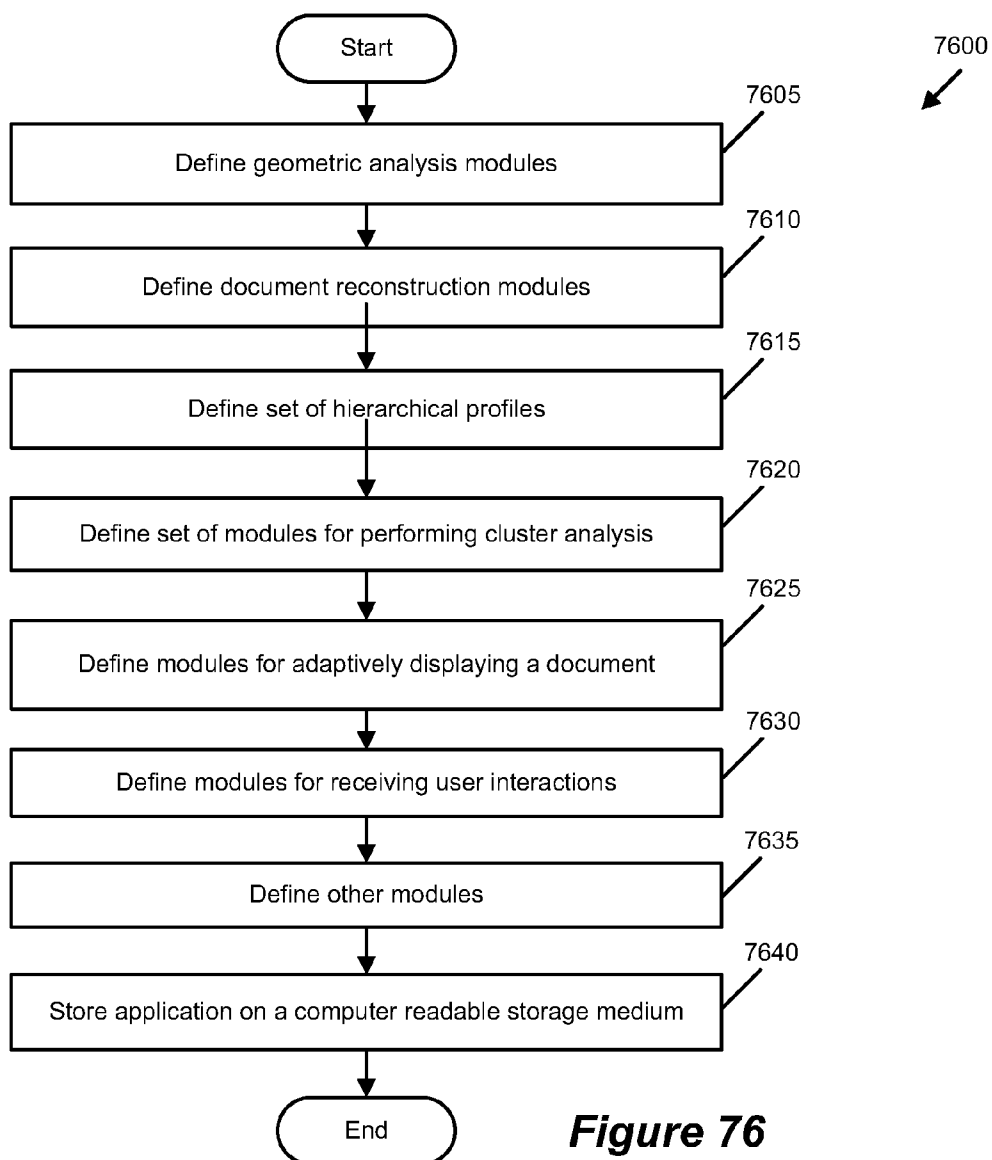 Start
7600
7605
Define geometric analysis modules
7610
Define document reconstruction modules
7615
Define set of hierarchical profiles
7620
Define set of modules for performing cluster analysis
7625
Define modules for adaptively displaying a document
7630
Define modules for receiving user interactions
7635
Define other modules
7640
Store application on a computer readable storage medium
End
Figure 76